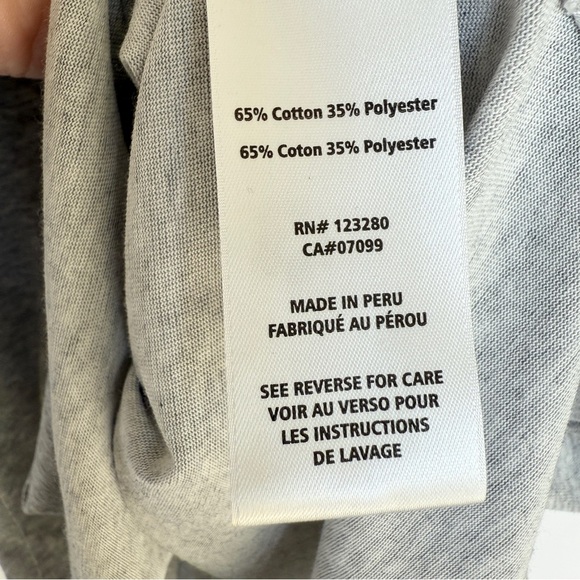 65% Cotton 35% Polyester
65% Coton 35% Polyester
RN# 123280
CA#07099
MADE IN PERU
FABRIQUÉ AU PÉROU
SEE REVERSE FOR CARE
VOIR AU VERSO POUR
LES INSTRUCTIONS
DE LAVAGE